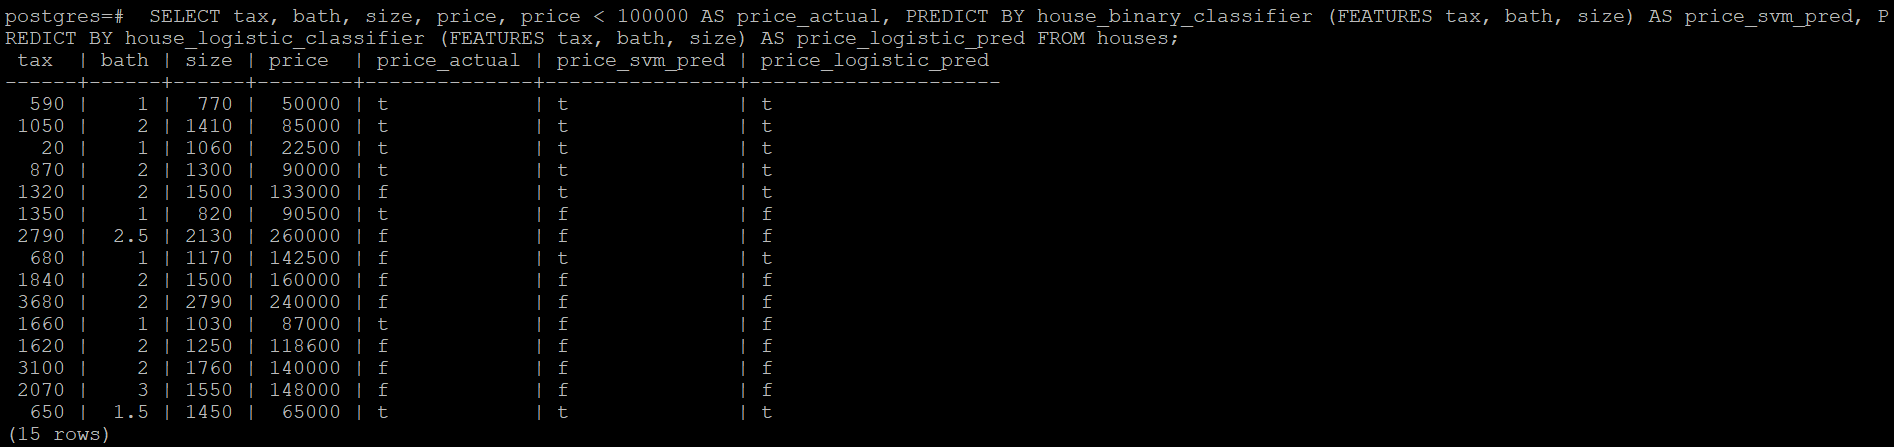 postgres=#  SELECT tax, bath, size, price, price < 100000 AS price_actual, PREDICT BY house_binary_classifier (FEATURES tax, bath, size) AS price_svm_pred, P
REDICT BY house_logistic_classifier (FEATURES tax, bath, size) AS price_logistic_pred FROM houses;
 tax  | bath | size | price  | price_actual | price_svm_pred | price_logistic_pred
------+------+------+--------+--------------+----------------+---------------------
  590 |    1 |  770 |  50000 | t            | t              | t
 1050 |    2 | 1410 |  85000 | t            | t              | t
   20 |    1 | 1060 |  22500 | t            | t              | t
  870 |    2 | 1300 |  90000 | t            | t              | t
 1320 |    2 | 1500 | 133000 | f            | t              | t
 1350 |    1 |  820 |  90500 | t            | f              | f
 2790 |  2.5 | 2130 | 260000 | f            | f              | f
  680 |    1 | 1170 | 142500 | f            | t              | t
 1840 |    2 | 1500 | 160000 | f            | f              | f
 3680 |    2 | 2790 | 240000 | f            | f              | f
 1660 |    1 | 1030 |  87000 | t            | f              | f
 1620 |    2 | 1250 | 118600 | f            | f              | f
 3100 |    2 | 1760 | 140000 | f            | f              | f
 2070 |    3 | 1550 | 148000 | f            | f              | f
  650 |  1.5 | 1450 |  65000 | t            | t              | t
(15 rows)